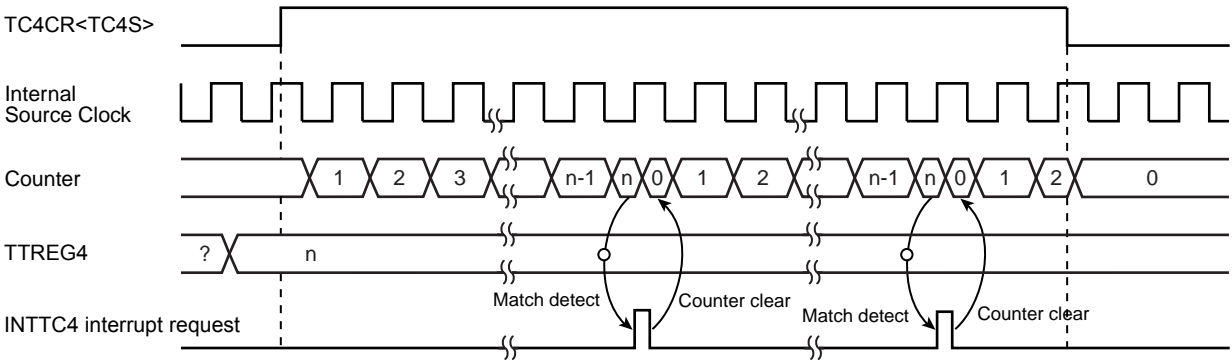 TC4CR<TC4S>
Internal
Source Clock
Counter
1 2 3 n-1 n 0 1 2 n-1 n 0 1 2 0
TTREG4
? n
Match detect Counter clear Match detect Counter clear
INTTC4 interrupt request